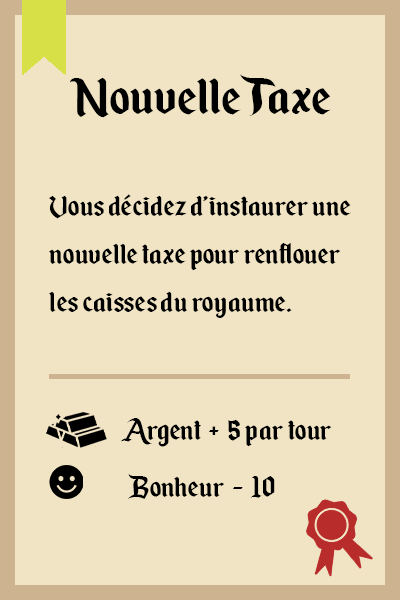 Nouvelle Taxe
Vous décidez d'instaurer une
nouvelle taxe pour renflouer
les caisses du royaume.
Argent + 5 par tour
Bonheur - 10